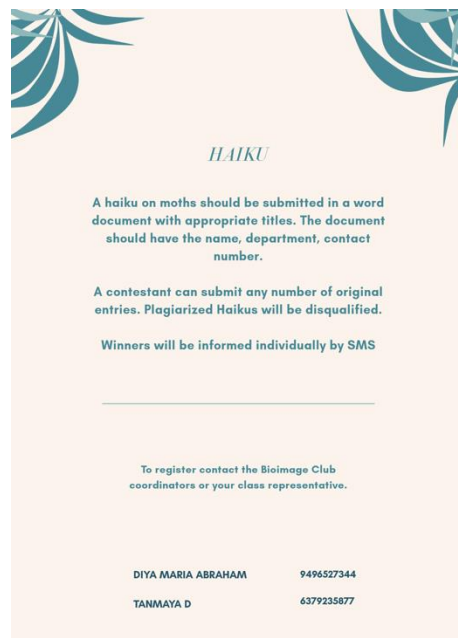 HAIKU
A haiku on moths should be submitted in a word
document with appropriate titles. The document
should have the name, department, contact
number.
A contestant can submit any number of original
entries. Plagiarized Haikus will be disqualified.
Winners will be informed individually by SMS
To register contact the Bioimage Club
coordinators or your class representative.
DIYA MARIA ABRAHAM 9496527344
TANMAYA D 6379235877